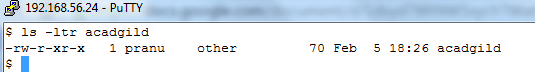 192.168.56.24 - PuTTY
$ ls -ltr acadgild
-rw-r-xr-x 1 pranu other 70 Feb 5 18:26 acadgild
$